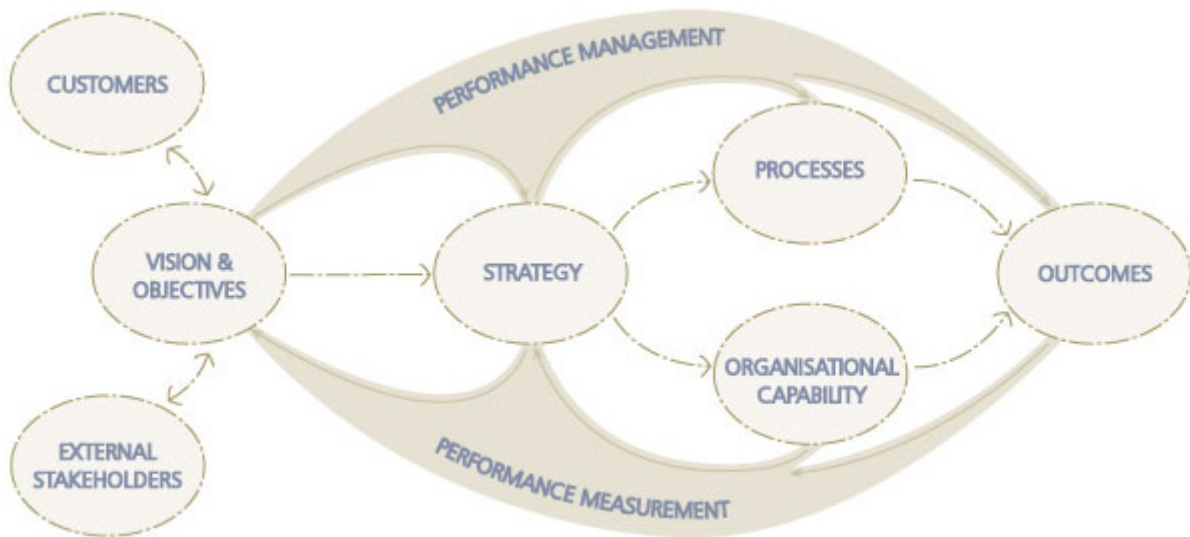 PERFORMANCE MANAGEMENT
CUSTOMERS
PROCESSES
VISION &
OBJECTIVES
STRATEGY
OUTCOMES
ORGANISATIONAL
CAPABILITY
EXTERNAL
STAKEHOLDERS
PERFORMANCE MEASUREMENT